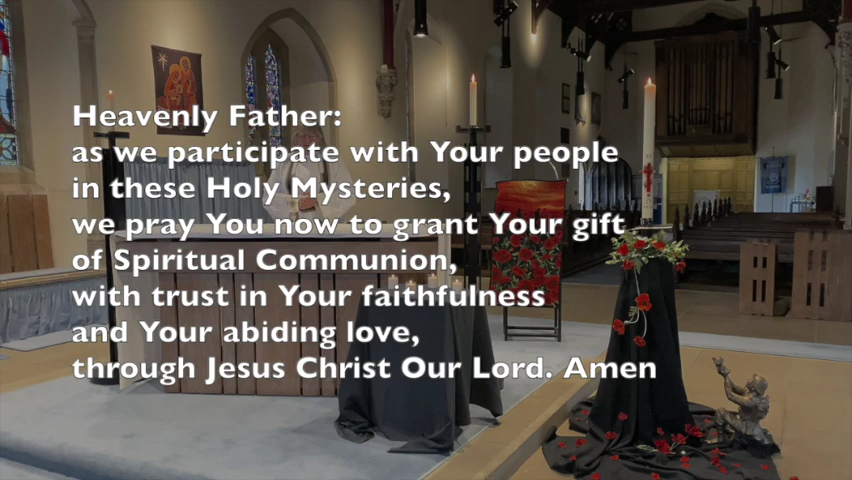 Heavenly Father:
as we participate with Your people
in these Holy Mysteries,
we pray You now to grant Your gift
of Spiritual Communion,
with trust in Your faithfulness
and Your abiding love,
through Jesus Christ Our Lord. Amen